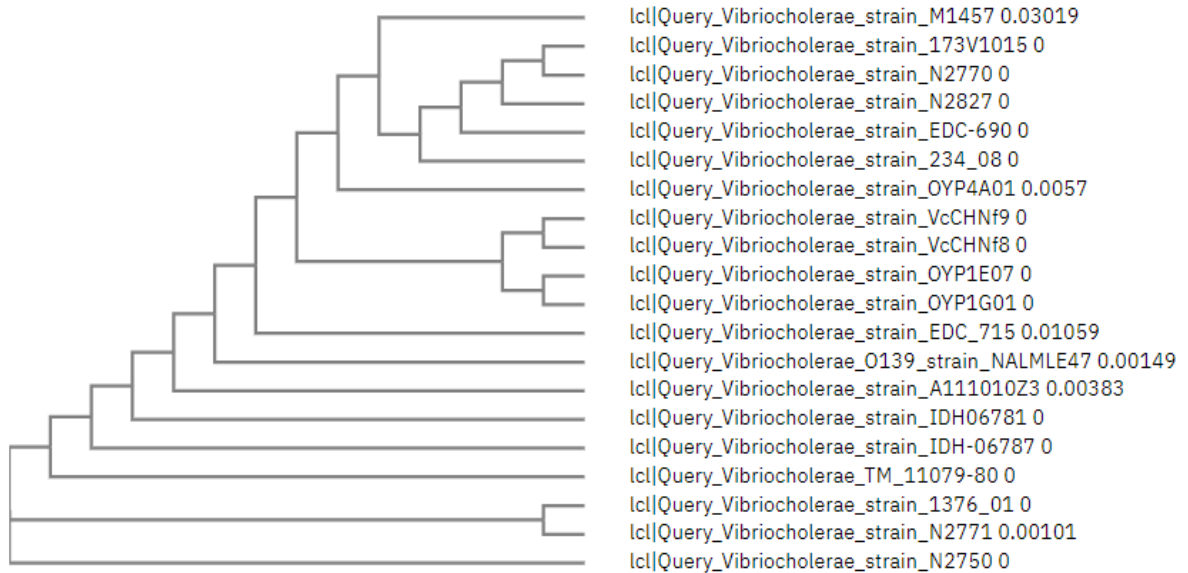 lcl|Query_Vibriocholerae_strain_M1457 0.03019
lcl|Query_Vibriocholerae_strain_173V1015 0
lcl|Query_Vibriocholerae_strain_N2770 0
lcl|Query_Vibriocholerae_strain_N2827 0
lcl|Query_Vibriocholerae_strain_EDC-690 0
lcl|Query_Vibriocholerae_strain_234_08 0
lcl|Query_Vibriocholerae_strain_OYP4A01 0.0057
lcl|Query_Vibriocholerae_strain_VcCHNf9 0
lcl|Query_Vibriocholerae_strain_VcCHNf8 0
lcl|Query_Vibriocholerae_strain_OYP1E07 0
lcl|Query_Vibriocholerae_strain_OYP1G01 0
lcl|Query_Vibriocholerae_strain_EDC_715 0.01059
lcl|Query_Vibriocholerae_O139_strain_NALMLE47 0.00149
lcl|Query_Vibriocholerae_strain_A111010Z3 0.00383
lcl|Query_Vibriocholerae_strain_IDH06781 0
lcl|Query_Vibriocholerae_strain_IDH-06787 0
lcl|Query_Vibriocholerae_TM_11079-80 0
lcl|Query_Vibriocholerae_strain_1376_01 0
lcl|Query_Vibriocholerae_strain_N2771 0.00101
lcl|Query_Vibriocholerae_strain_N2750 0